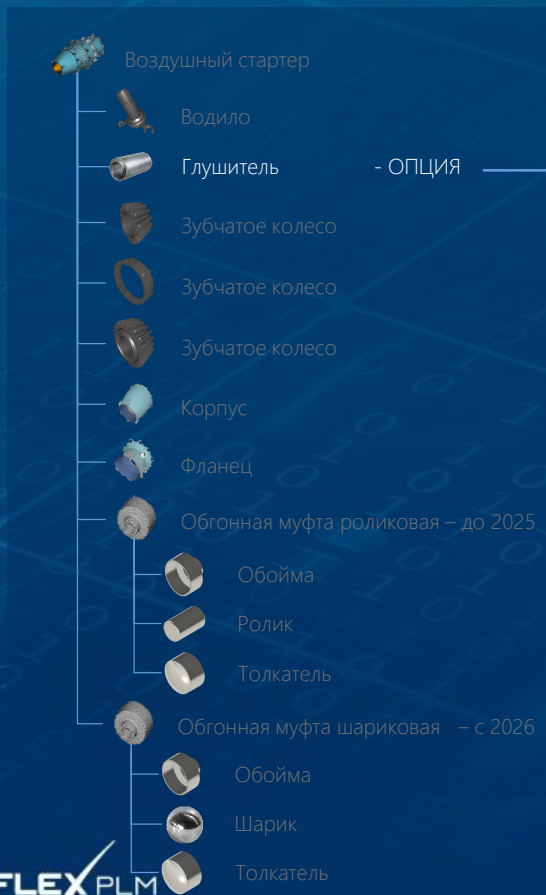 Воздушный стартер
Водило
Глушитель - ОПЦИЯ
Зубчатое колесо
Зубчатое колесо
Зубчатое колесо
Корпус
Фланец
Обгонная муфта роликовая – до 2025
Обойма
Ролик
Толкатель
Обгонная муфта шариковая – с 2026
Обойма
Шарик
Толкатель
FLEX PLM